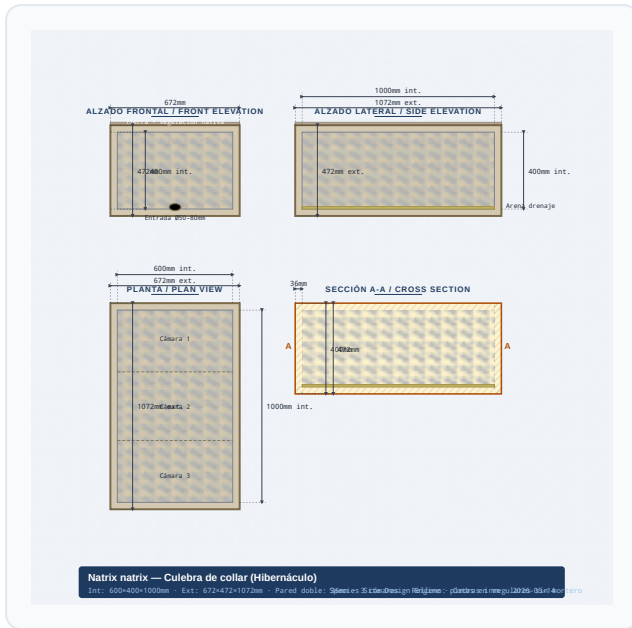 1000mm int.
672mm
1072mm ext.
ALZADO FRONTAL / FRONT ELEVATION
ALZADO LATERAL / SIDE ELEVATION
400mm int.
472mm ext.
400mm int.
Arena drenaje
Entrada Ø50-80mm
600mm int.
672mm ext.
36mm
PLANTA / PLAN VIEW
SECCIÓN A-A / CROSS SECTION
Cámara 1
A
A
1072mm ext.
Cámara 2
1000mm int.
Cámara 3
Natrix natrix — Culebra de collar (Hibernáculo)
Int: 600×400×1000mm · Ext: 672×472×1072mm · Pared doble: